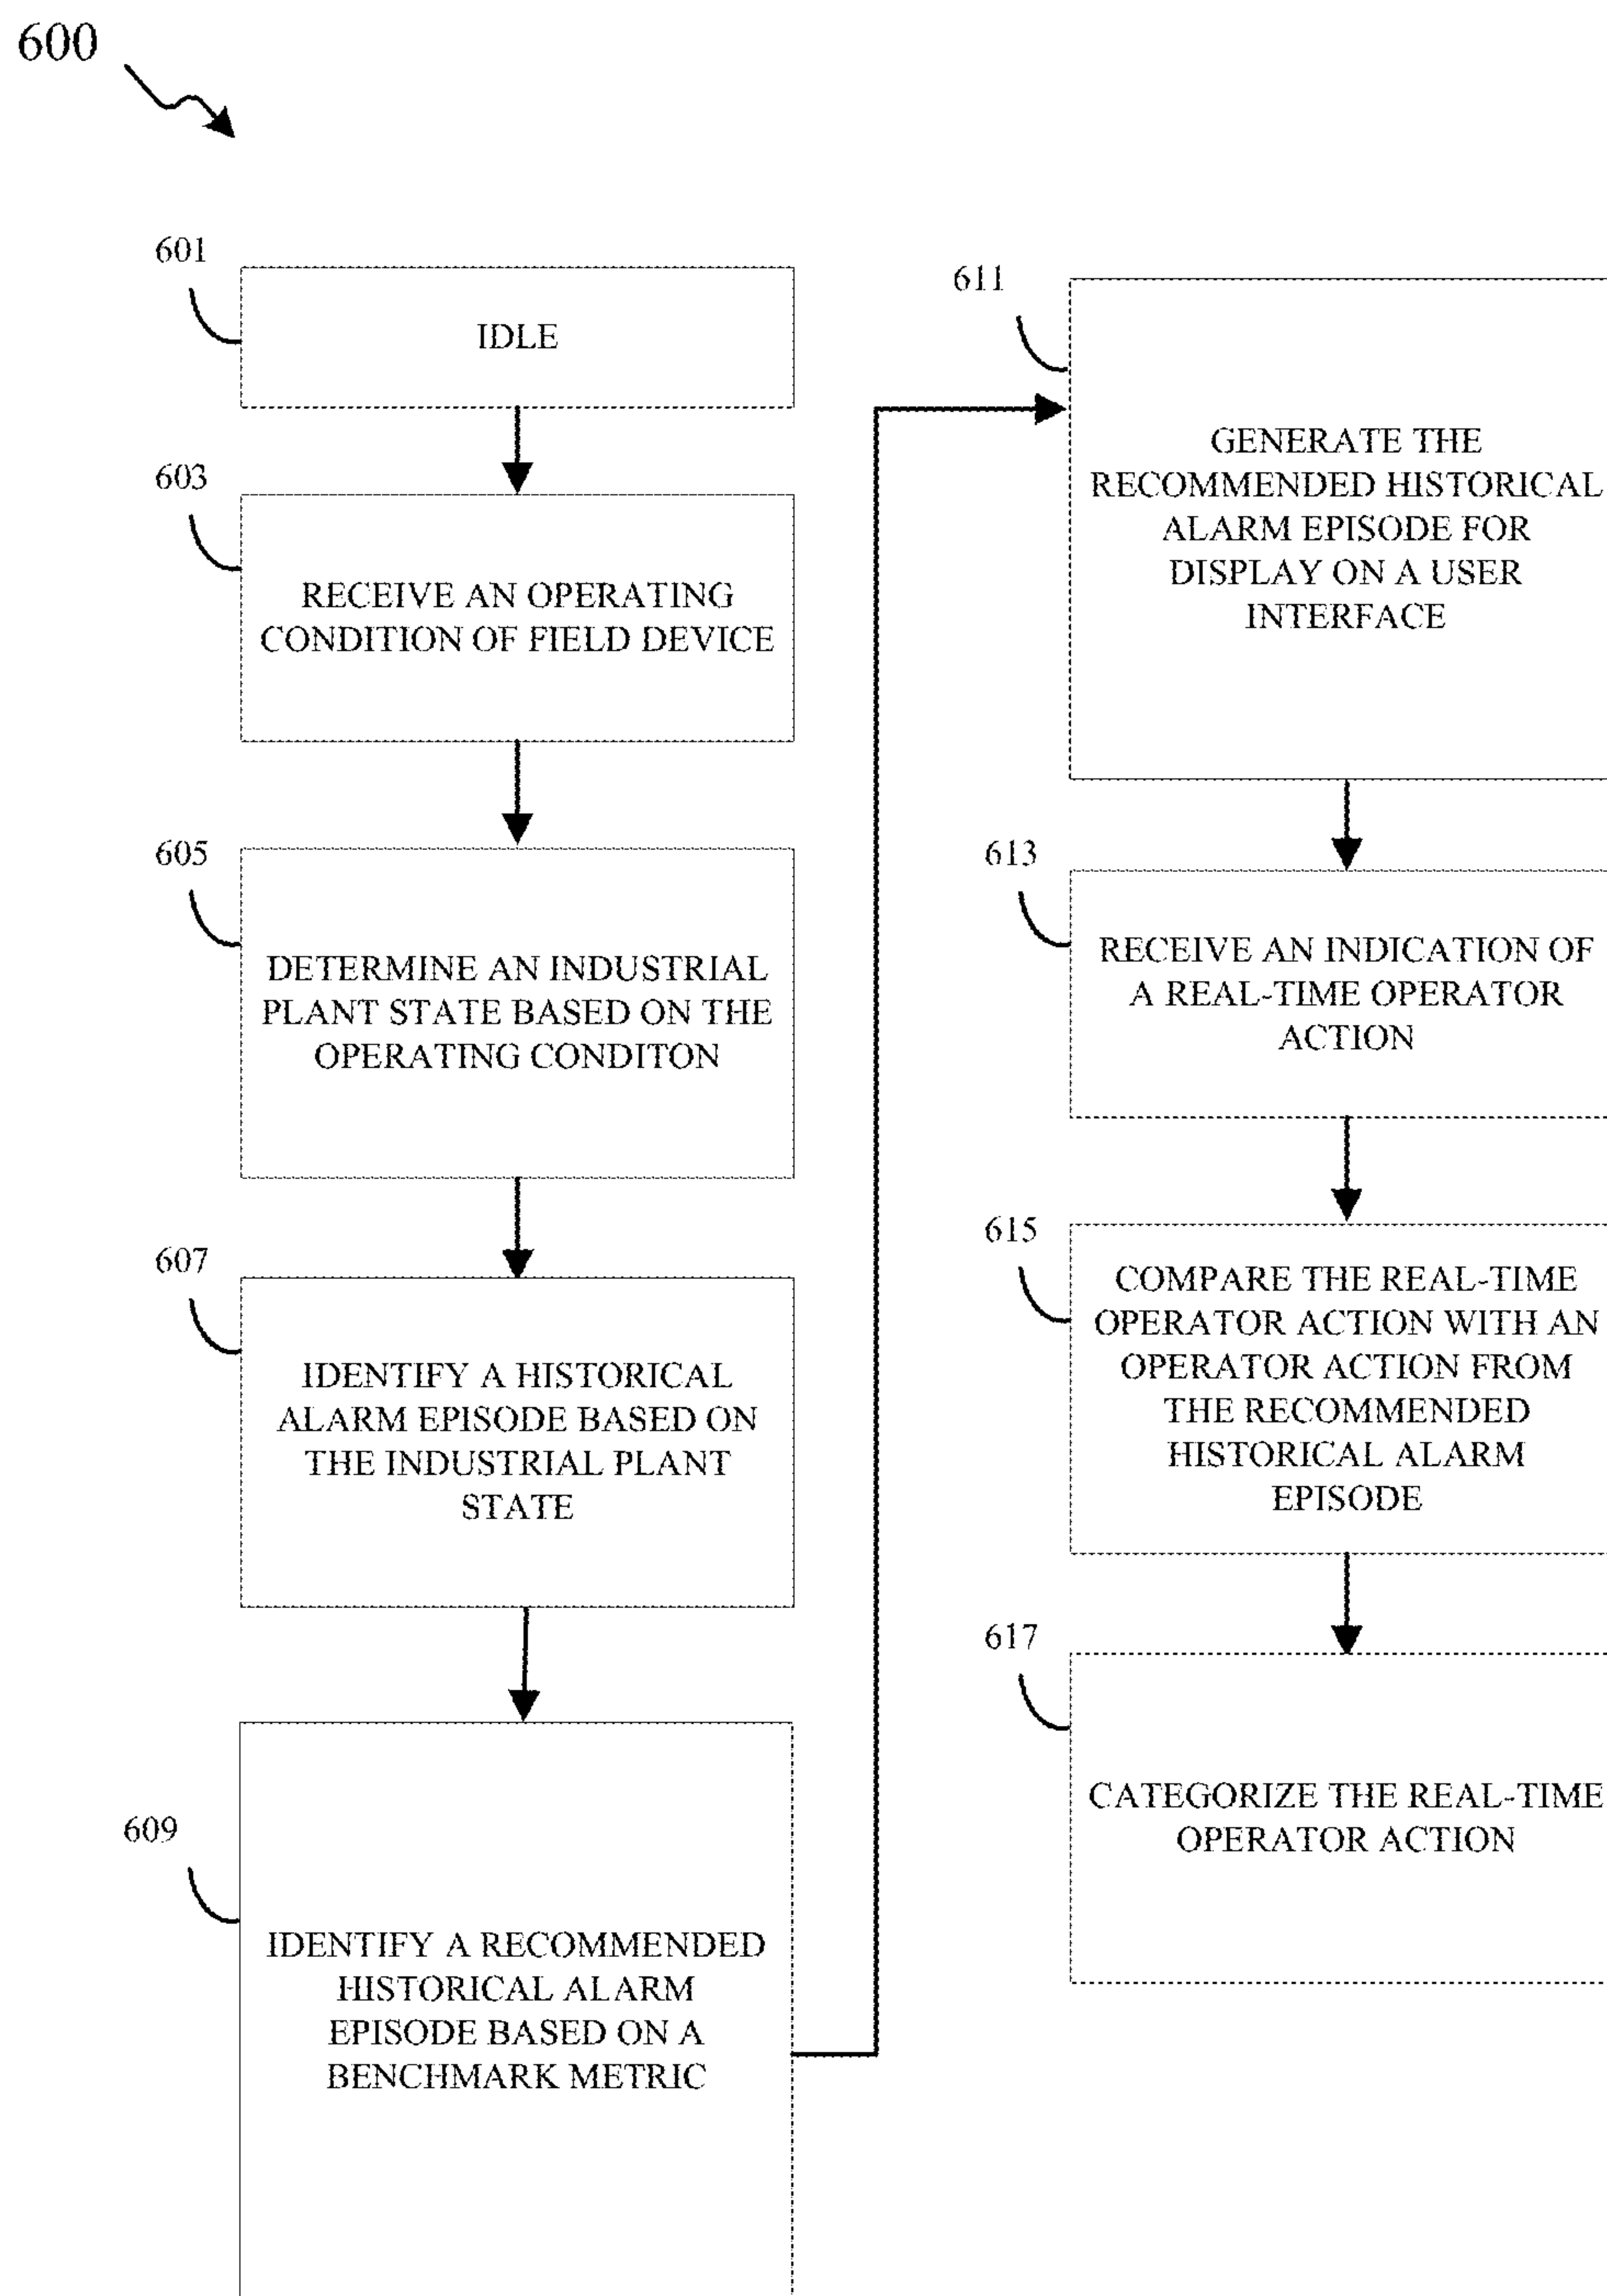 600
601
IDLE
603
RECEIVE AN OPERATING
CONDITION OF FIELD DEVICE
605
DETERMINE AN INDUSTRIAL
PLANT STATE BASED ON THE
OPERATING CONDITON
607
IDENTIFY A HISTORICAL
ALARM EPISODE BASED ON
THE INDUSTRIAL PLANT
STATE
609
IDENTIFY A RECOMMENDED
HISTORICAL ALARM
EPISODE BASED ON A
BENCHMARK METRIC
611
GENERATE THE
RECOMMENDED HISTORICAL
ALARM EPISODE FOR
DISPLAY ON A USER
INTERFACE
613
RECEIVE AN INDICATION OF
A REAL-TIME OPERATOR
ACTION
615
COMPARE THE REAL-TIME
OPERATOR ACTION WITH AN
OPERATOR ACTION FROM
THE RECOMMENDED
HISTORICAL ALARM
EPISODE
617
CATEGORIZE THE REAL-TIME
OPERATOR ACTION